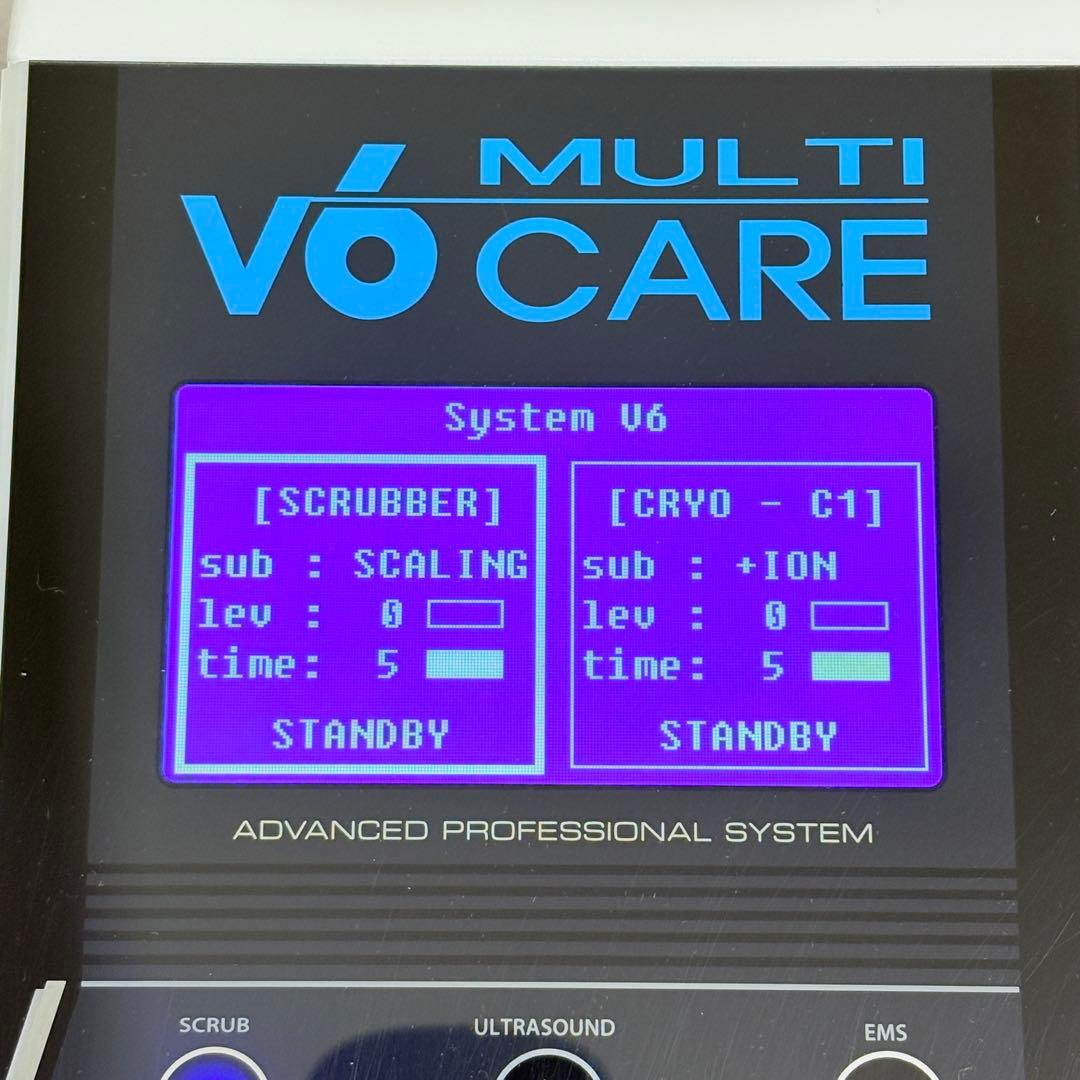 V6 MULTI CARE
System V6
[SCRUBBER]
sub : SCALING
lev : 0
time: 5
STANDBY
[CRYO - C1]
sub : +ION
lev : 0
time: 5
STANDBY
ADVANCED PROFESSIONAL SYSTEM
SCRUB
ULTRASOUND
EMS